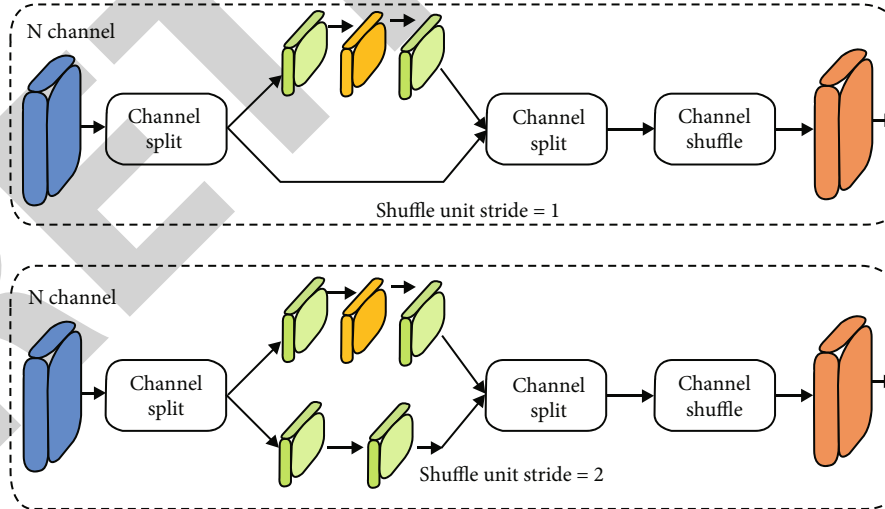 N channel
Channel
split
Channel
split
Channel
shuffle
Shuffle unit stride = 1
N channel
Channel
split
Channel
split
Channel
shuffle
Shuffle unit stride = 2